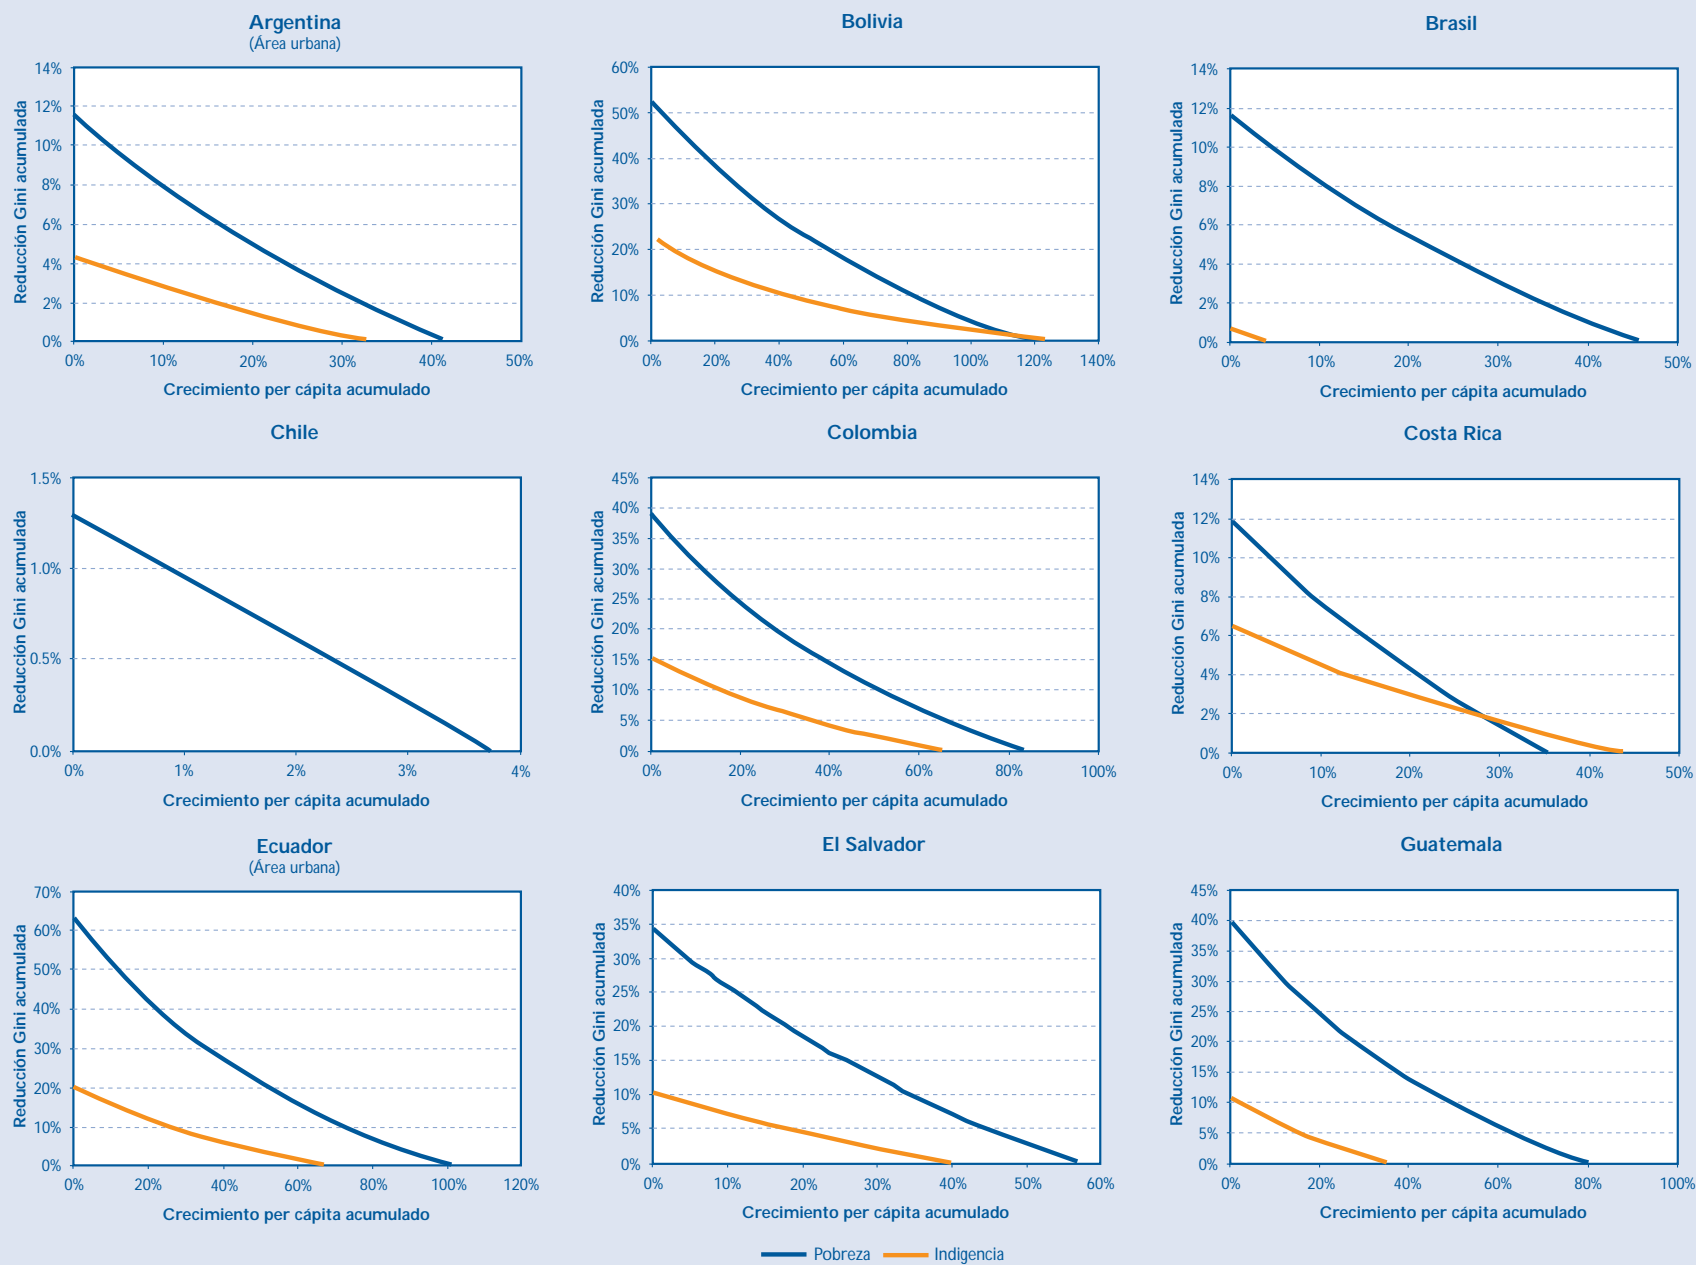 Argentina
(Área urbana)
Reducción Gini acumulada
14%
12%
10%
8%
6%
4%
2%
0%
0% 10% 20% 30% 40% 50%
Crecimiento per cápita acumulado
Bolivia
Reducción Gini acumulada
60%
50%
40%
30%
20%
10%
0%
0% 20% 40% 60% 80% 100% 120% 140%
Crecimiento per cápita acumulado
Brasil
Reducción Gini acumulada
14%
12%
10%
8%
6%
4%
2%
0%
0% 10% 20% 30% 40% 50%
Crecimiento per cápita acumulado
Chile
Reducción Gini acumulada
1.5%
1.0%
0.5%
0.0%
0% 1% 2% 3% 4%
Crecimiento per cápita acumulado
Colombia
Reducción Gini acumulada
45%
40%
35%
30%
25%
20%
15%
10%
5%
0%
0% 20% 40% 60% 80% 100%
Crecimiento per cápita acumulado
Costa Rica
Reducción Gini acumulada
14%
12%
10%
8%
6%
4%
2%
0%
0% 10% 20% 30% 40% 50%
Crecimiento per cápita acumulado
Ecuador
(Área urbana)
Reducción Gini acumulada
70%
60%
50%
40%
30%
20%
10%
0%
0% 20% 40% 60% 80% 100% 120%
Crecimiento per cápita acumulado
El Salvador
Reducción Gini acumulada
40%
35%
30%
25%
20%
15%
10%
5%
0%
0% 10% 20% 30% 40% 50% 60%
Crecimiento per cápita acumulado
Guatemala
Reducción Gini acumulada
45%
40%
35%
30%
25%
20%
15%
10%
5%
0%
0% 20% 40% 60% 80% 100%
Crecimiento per cápita acumulado
Pobreza Indigencia